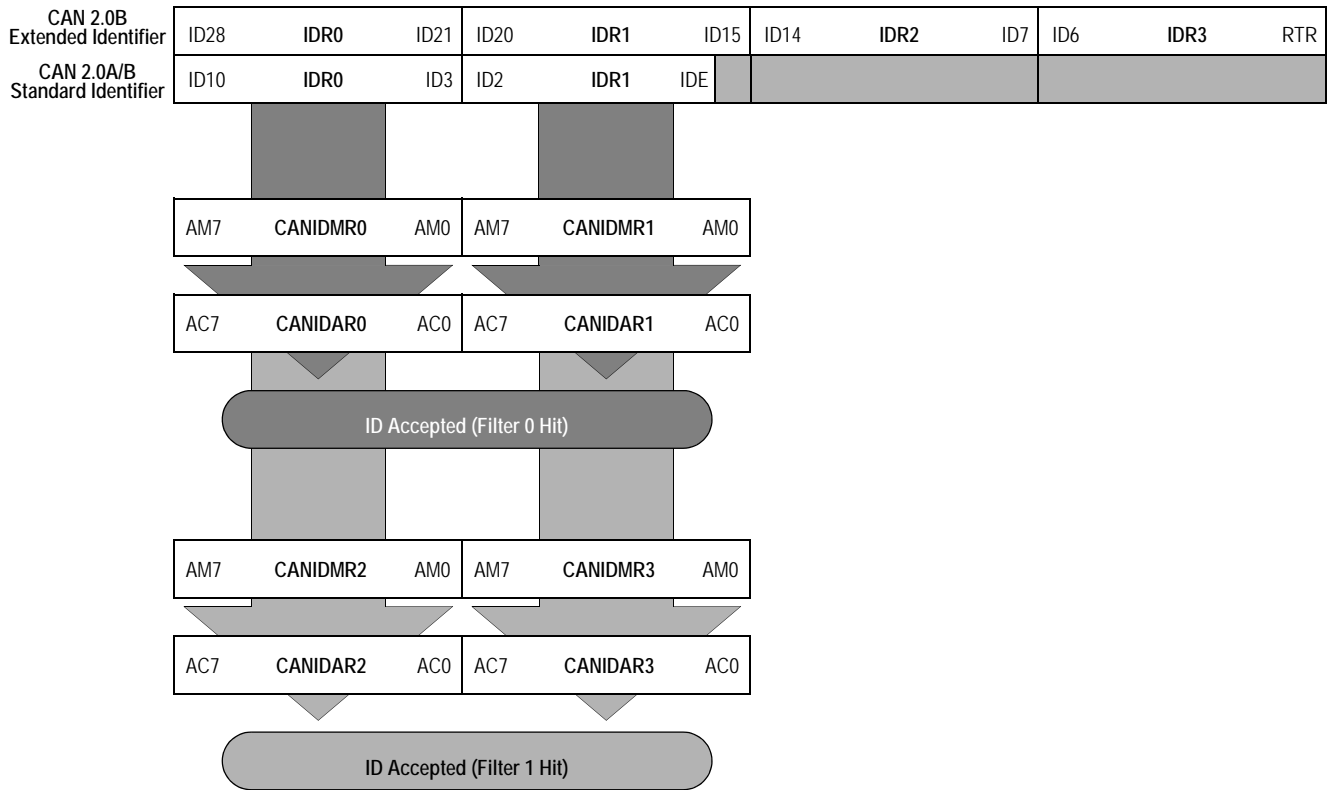 CAN 2.0B
Extended Identifier
ID28 IDR0 ID21 ID20 IDR1 ID15 ID14 IDR2 ID7 ID6 IDR3 RTR
CAN 2.0A/B
Standard Identifier
ID10 IDR0 ID3 ID2 IDR1 IDE
AM7 CANIDMR0 AM0 AM7 CANIDMR1 AM0
AC7 CANIDAR0 AC0 AC7 CANIDAR1 AC0
ID Accepted (Filter 0 Hit)
AM7 CANIDMR2 AM0 AM7 CANIDMR3 AM0
AC7 CANIDAR2 AC0 AC7 CANIDAR3 AC0
ID Accepted (Filter 1 Hit)